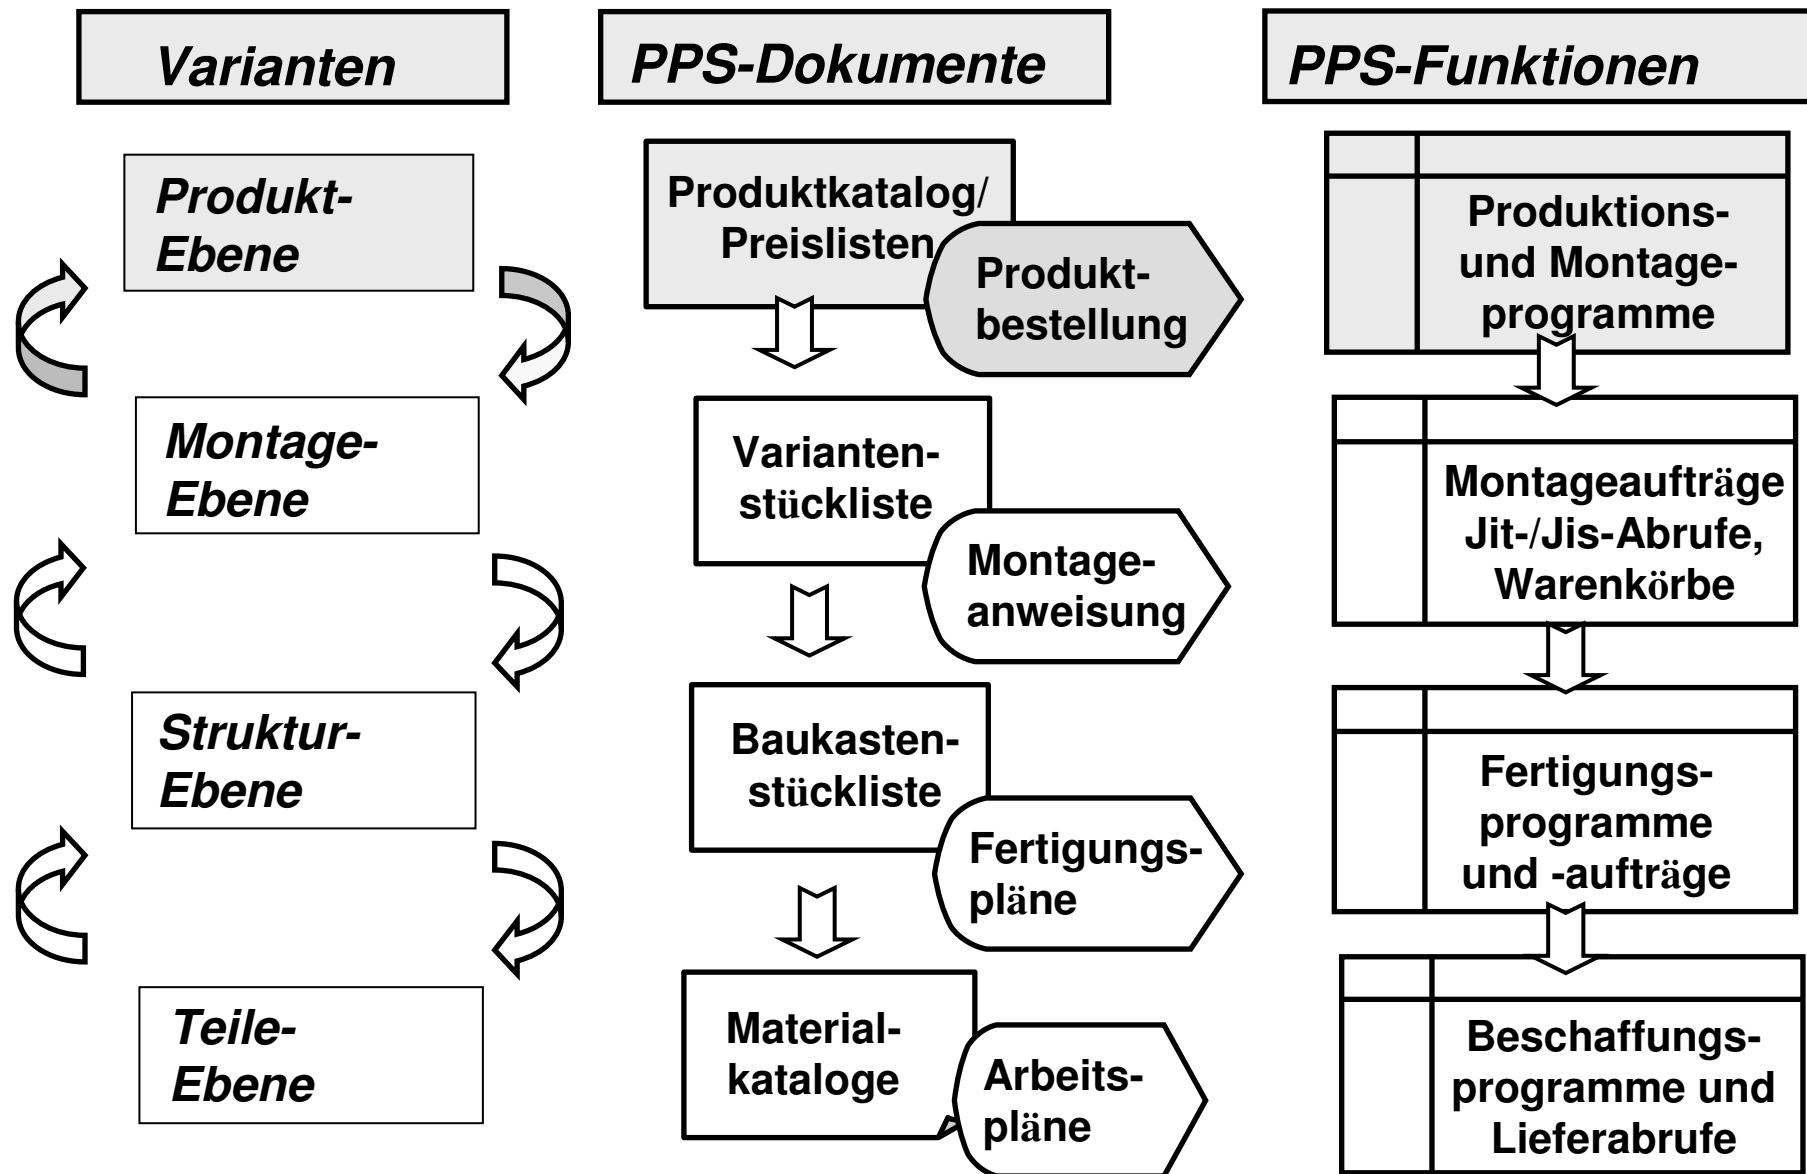 Varianten
PPS-Dokumente
PPS-Funktionen
Produkt-
Ebene
Produktkatalog/
Preislisten
Produkt-
bestellung
Produktions-
und Montage-
programme
Montage-
Ebene
Varianten-
stückliste
Montage-
anweisung
Montageaufträge
Jit-/Jis-Abrufe,
Warenkörbe
Struktur-
Ebene
Baukasten-
stückliste
Fertigungs-
pläne
Fertigungs-
programme
und -aufträge
Teile-
Ebene
Material-
kataloge
Arbeits-
pläne
Beschaffungs-
programme und
Lieferabrufe